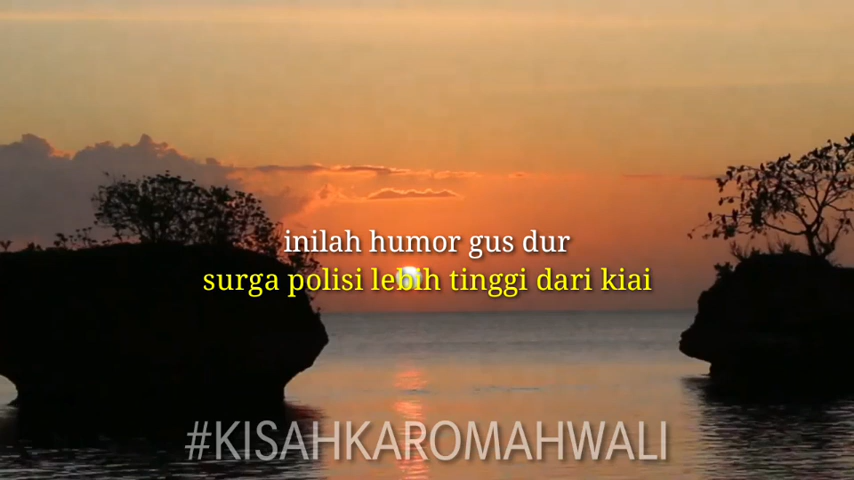 inilah humor gus dur
surga polisi lebih tinggi dari kiai
#KISAHKAROMAHWALI